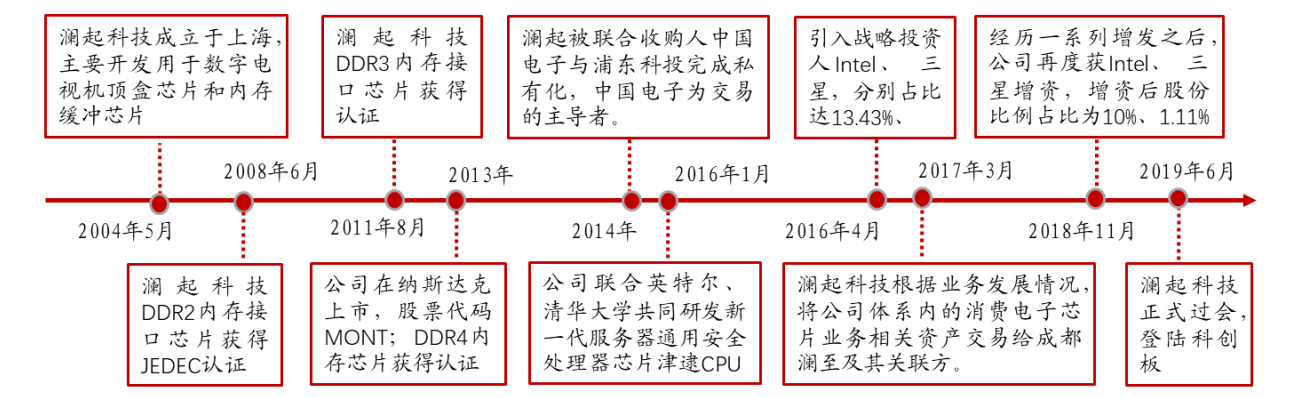 澜起科技成立于上海，
主要开发用于数字电
视机顶盒芯片和内存
缓冲芯片
澜起科技
DDR3内存接
口芯片获得
认证
澜起被联合收购人中国
电子与浦东科投完成私
有化，中国电子为交易
的主导者。
引入战略投资
人Intel、三
星，分别占比
达13.43%、
经历一系列增发之后，
公司再度获Intel、三
星增资，增资后股份
比例占比为10%、1.11%
2008年6月
2013年
2016年1月
2017年3月
2019年6月
2004年5月
2011年8月
2014年
2016年4月
2018年11月
澜起科技
DDR2内存接
口芯片获得
JEDEC认证
公司在纳斯达克
上市，股票代码
MONT；DDR4内
存芯片获得认证
公司联合英特尔、
清华大学共同研发新
一代服务器通用安全
处理器芯片津逮CPU
澜起科技根据业务发展情况，
将公司体系内的消费电子芯
片业务相关资产交易给成都
澜至及其关联方。
澜起科技
正式过会，
登陆科创
板